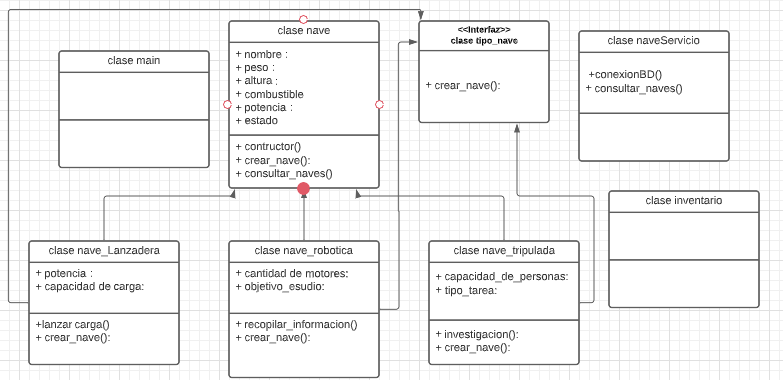 clase main
clase nave
+ nombre :
+ peso :
+ altura :
+ combustible
+ potencia :
+ estado
+ contructor()
+ crear_nave():
+ consultar_naves()
<<Interfaz>>
clase tipo_nave
+ crear_nave():
clase naveServicio
+conexionBD()
+ consultar_naves()
clase inventario
clase nave_Lanzadera
+ potencia :
+ capacidad de carga:
+lanzar carga()
+ crear_nave():
clase nave_robotica
+ cantidad de motores:
+ objetivo_esudio:
+ recopilar_informacion()
+ crear_nave():
clase nave_tripulada
+ capacidad_de_personas:
+ tipo_tarea:
+ investigacion():
+ crear_nave():